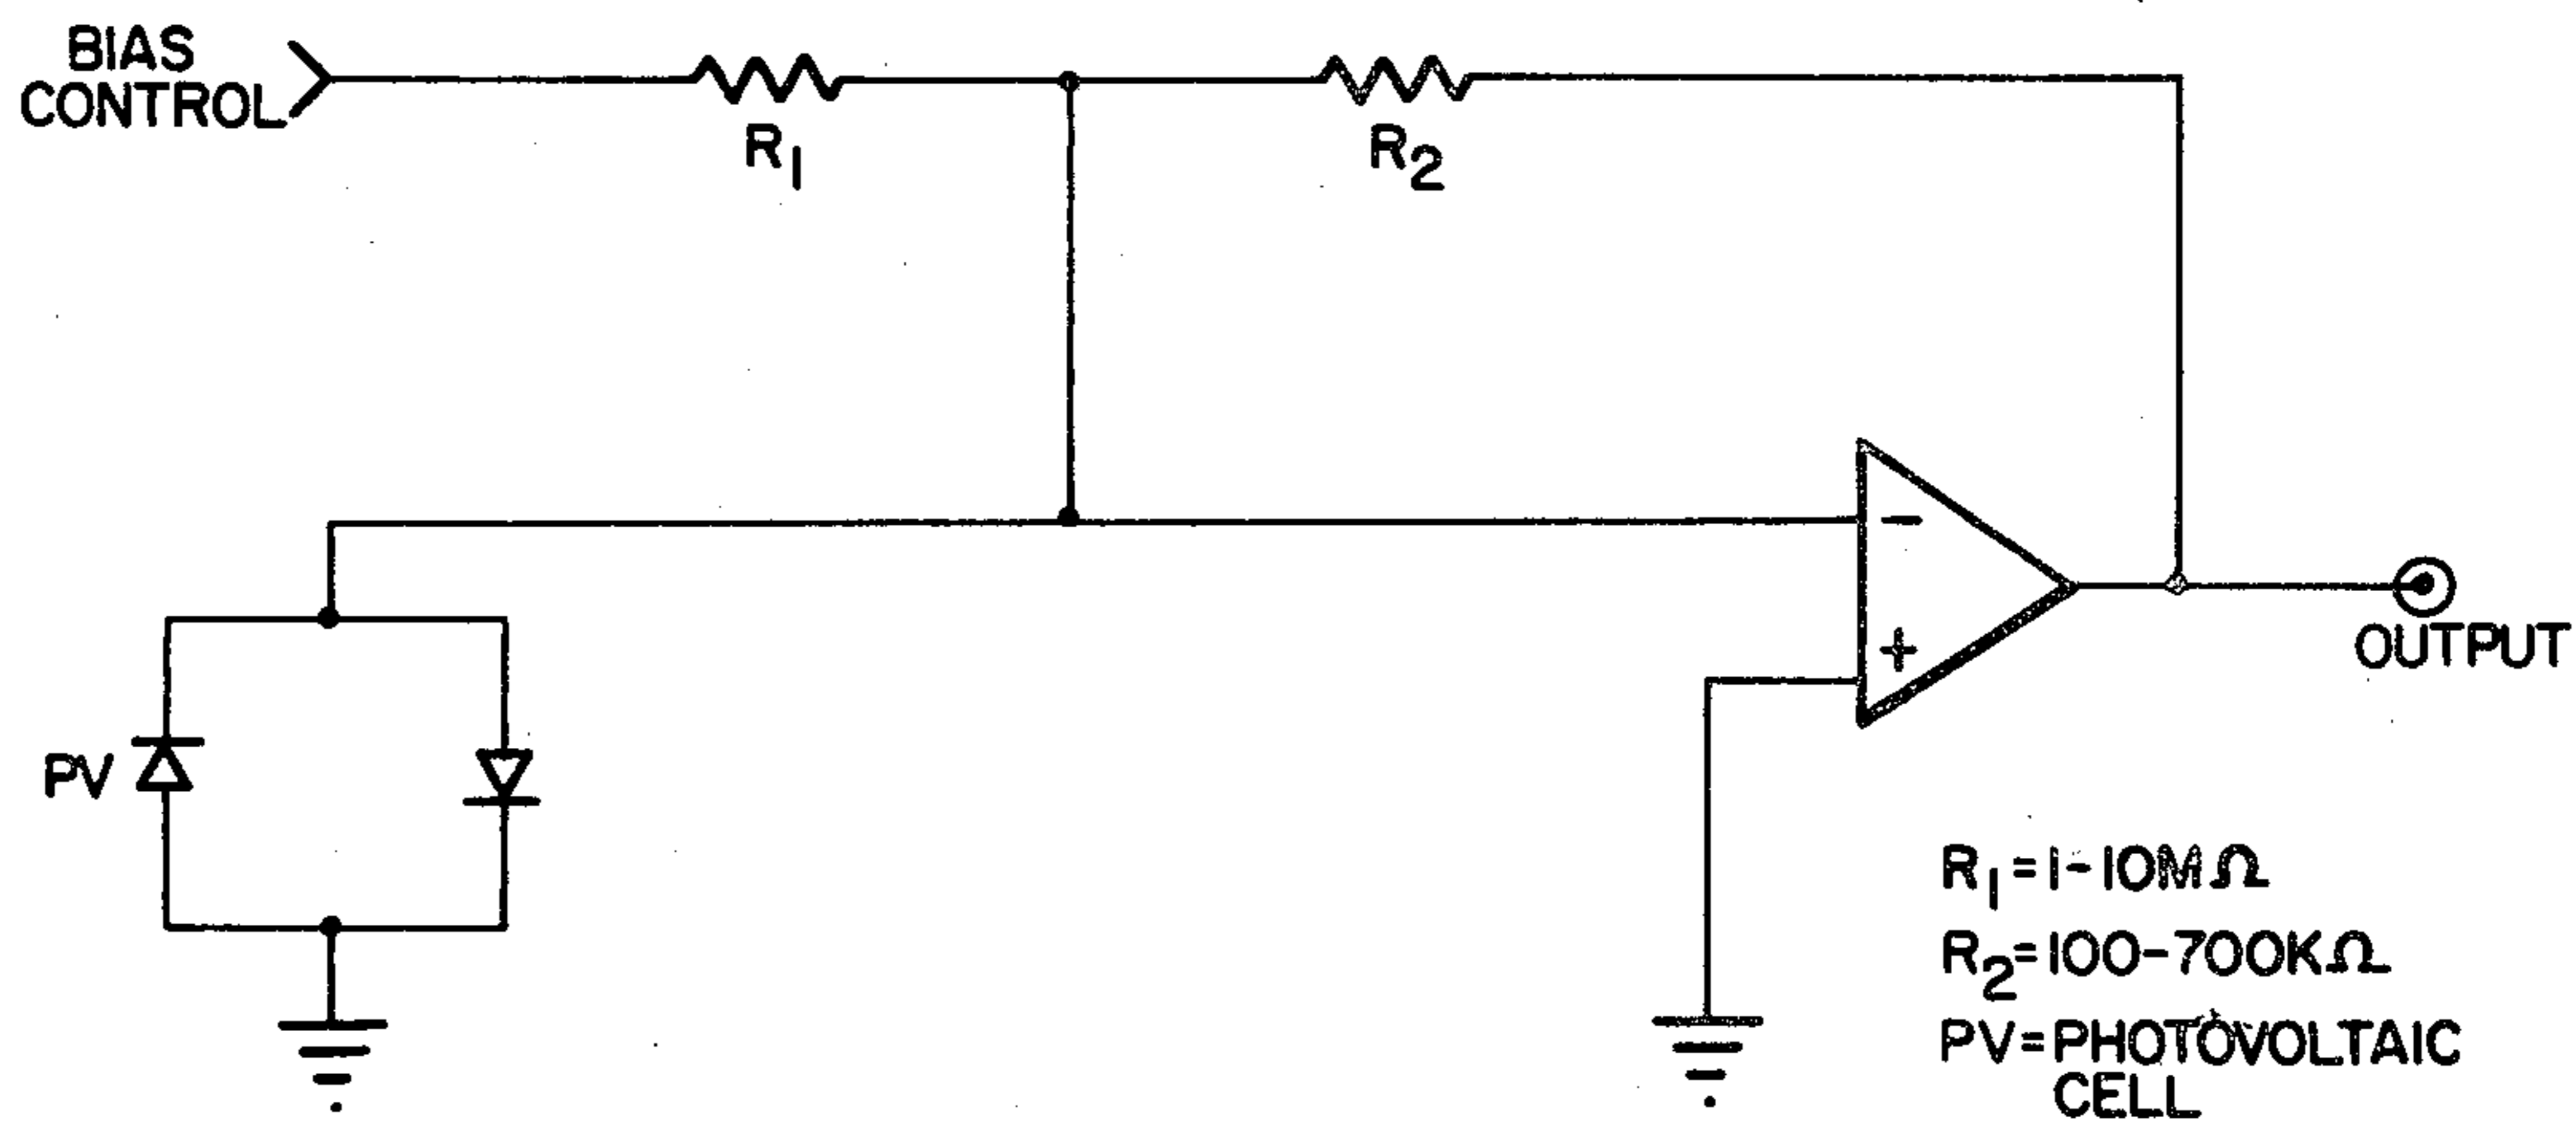 BIAS
CONTROL
R1
R2
-
+
OUTPUT
PV
R1=1-10MΩ
R2=100-700KΩ
PV=PHOTOVOLTAIC
CELL